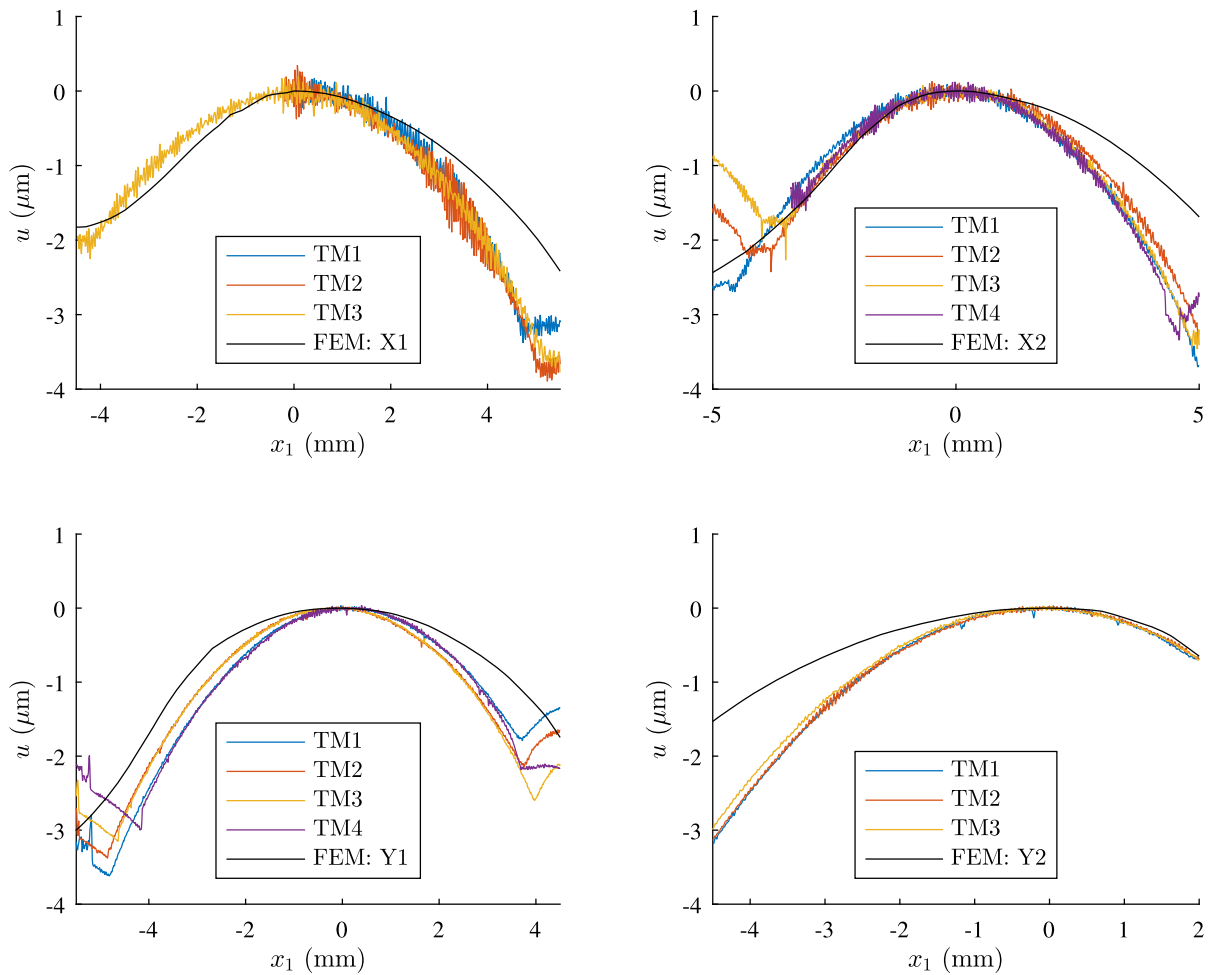 1
0
-1
-2
-3
-4
u (μm)
TM1
TM2
TM3
FEM: X1
-4 -2 0 2 4
x₁ (mm)
1
0
-1
-2
-3
-4
u (μm)
TM1
TM2
TM3
TM4
FEM: X2
-5 0 5
x₁ (mm)
1
0
-1
-2
-3
-4
u (μm)
TM1
TM2
TM3
TM4
FEM: Y1
-4 -2 0 2 4
x₁ (mm)
1
0
-1
-2
-3
-4
u (μm)
TM1
TM2
TM3
FEM: Y2
-4 -3 -2 -1 0 1 2
x₁ (mm)